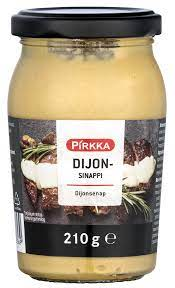 PIRKKA
DIJON-
SINAPPI
Dijonsenap
210 g ℮